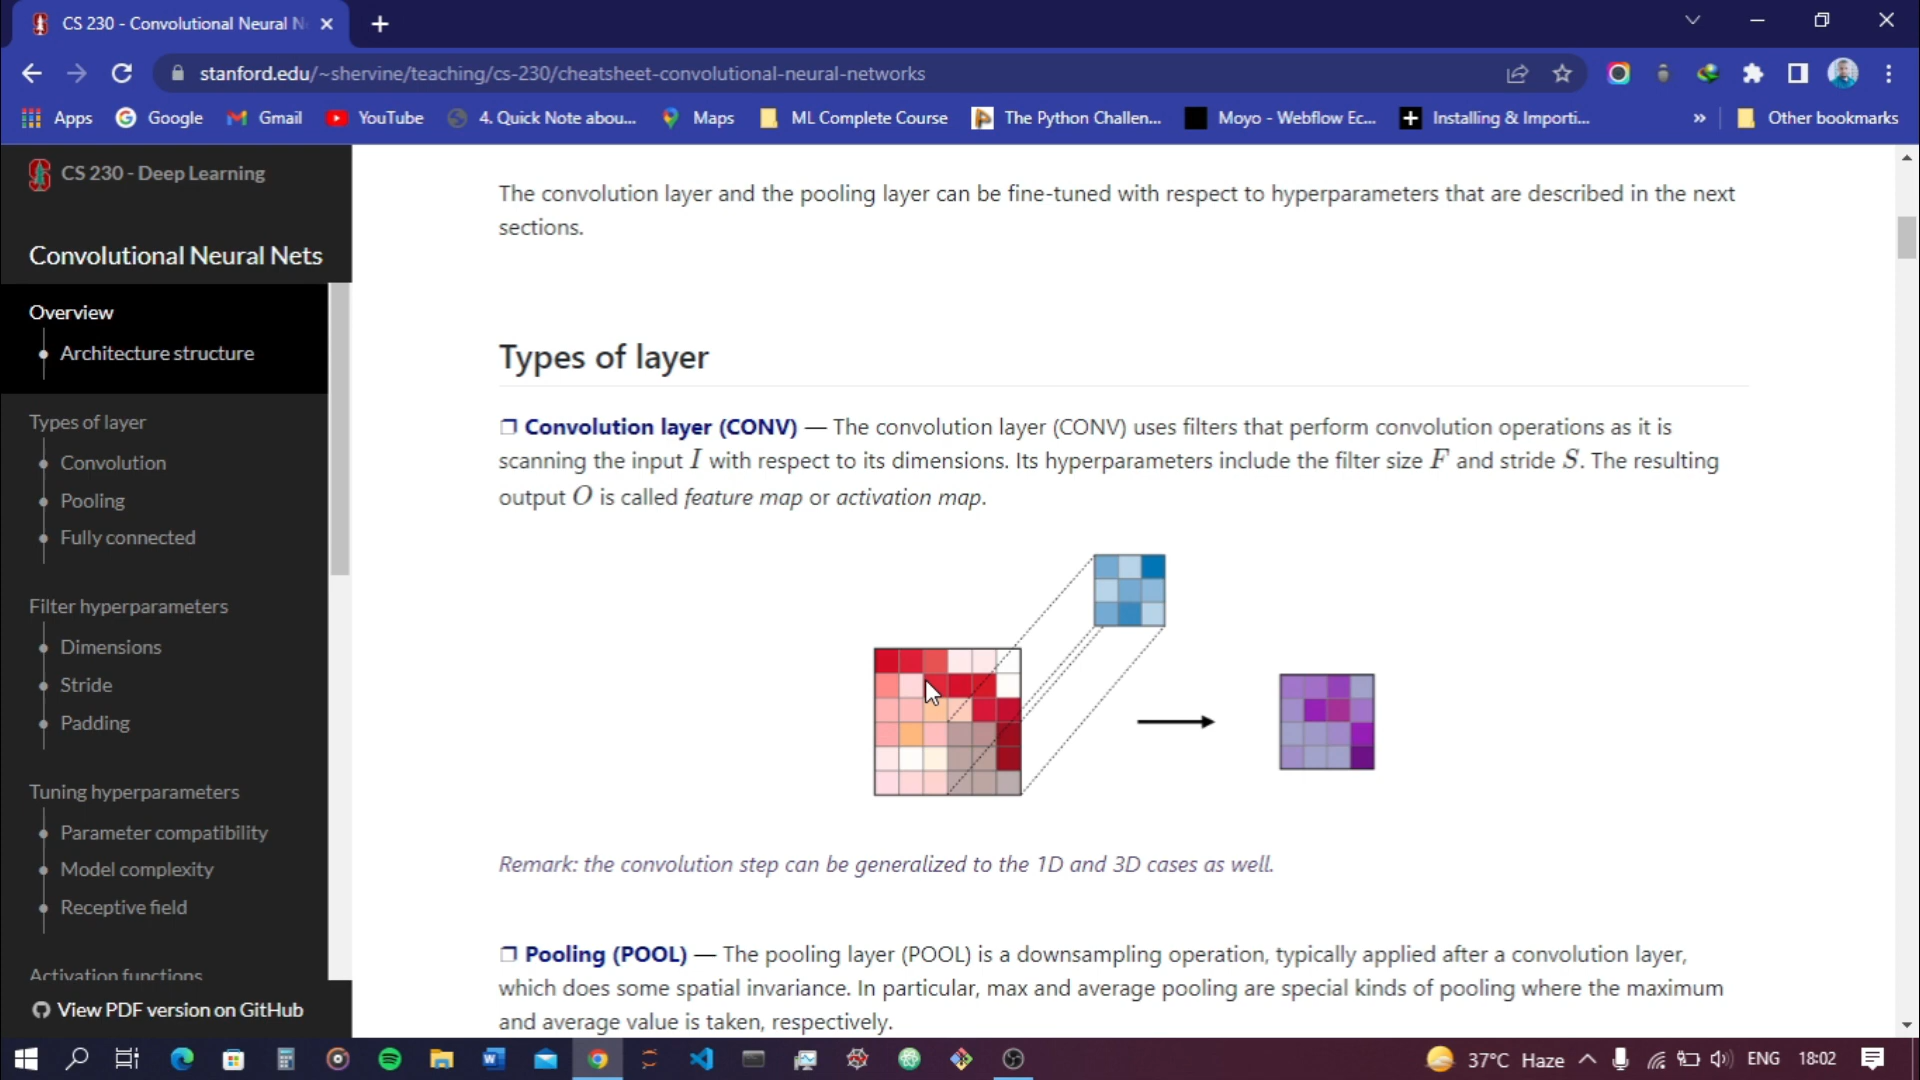 CS 230 - Convolutional Neural N
stanford.edu/~shervine/teaching/cs-230/cheatsheet-convolutional-neural-networks
Apps Google Gmail YouTube 4. Quick Note abou... Maps ML Complete Course The Python Challen... Moyo - Webflow Ec... Installing & Importi... » Other bookmarks
CS 230 - Deep Learning
Convolutional Neural Nets
Overview
Architecture structure
Types of layer
Convolution
Pooling
Fully connected
Filter hyperparameters
Dimensions
Stride
Padding
Tuning hyperparameters
Parameter compatibility
Model complexity
Receptive field
Activation functions
View PDF version on GitHub
The convolution layer and the pooling layer can be fine-tuned with respect to hyperparameters that are described in the next
sections.
Types of layer
❒ Convolution layer (CONV) — The convolution layer (CONV) uses filters that perform convolution operations as it is
scanning the input I with respect to its dimensions. Its hyperparameters include the filter size F and stride S. The resulting
output O is called feature map or activation map.
Remark: the convolution step can be generalized to the 1D and 3D cases as well.
❒ Pooling (POOL) — The pooling layer (POOL) is a downsampling operation, typically applied after a convolution layer,
which does some spatial invariance. In particular, max and average pooling are special kinds of pooling where the maximum
and average value is taken, respectively.
37°C Haze ENG 18:02